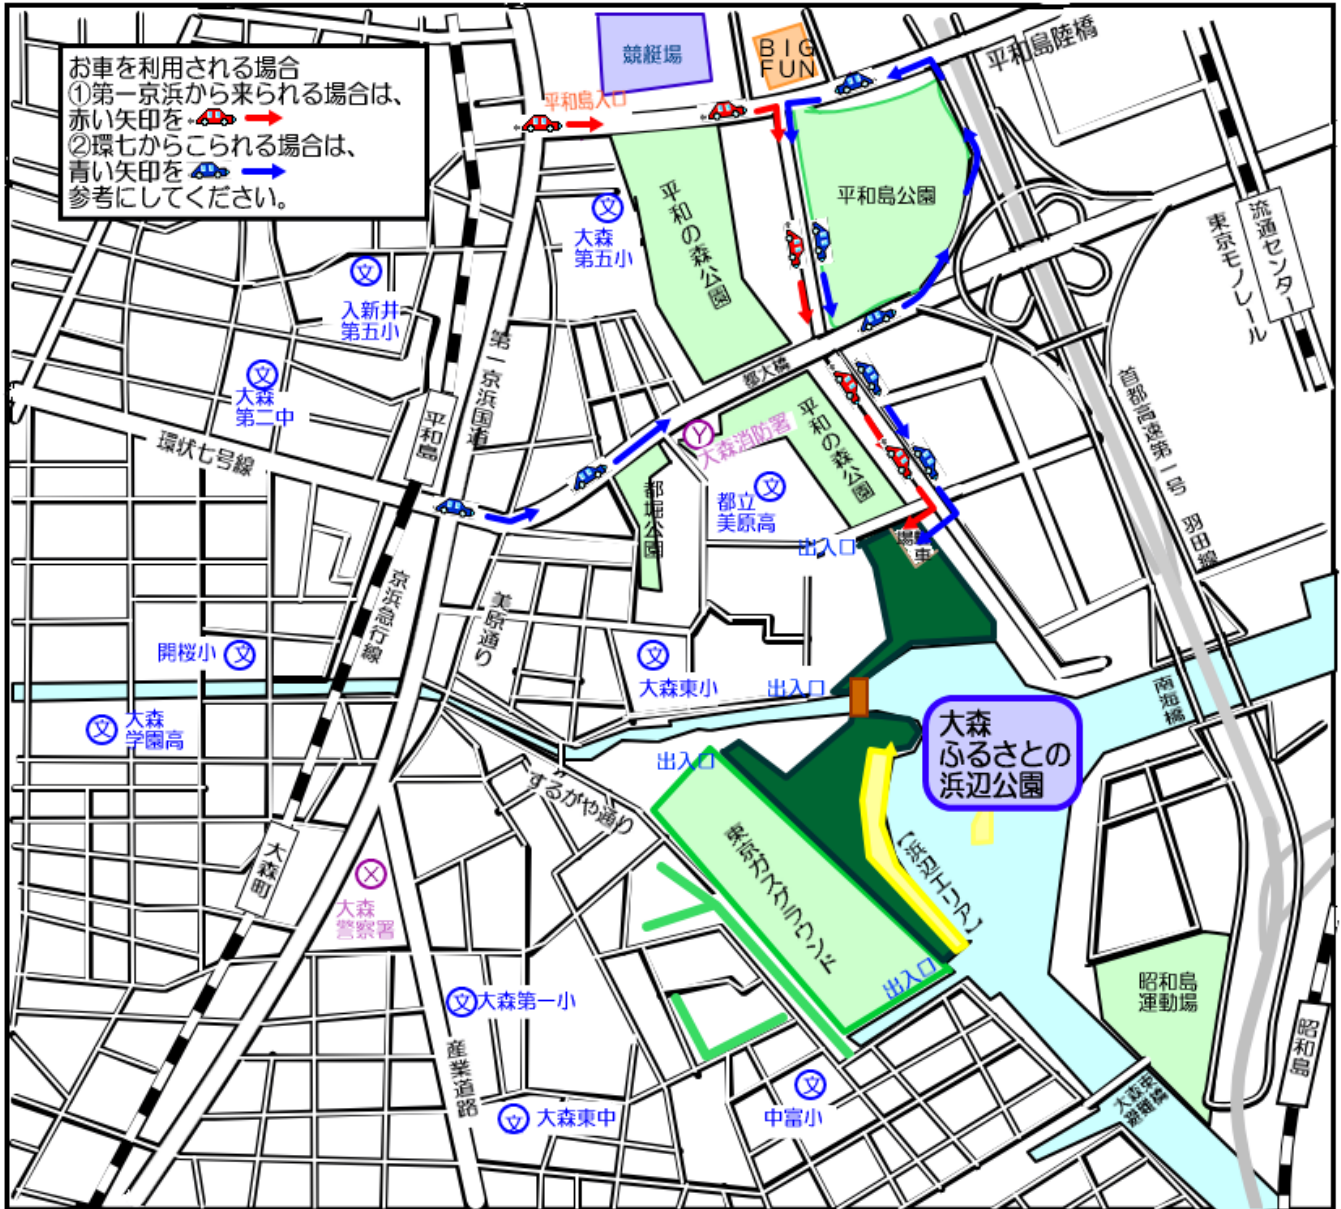 お車を利用される場合
①第一京浜から来られる場合は、
赤い矢印を
②環七からこられる場合は、
青い矢印を
参考にしてください。
競艇場
BIG
FUN
平和島陸橋
平和島入口
平和島公園
平和の森公園
大森
第五小
流通センター
東京モノレール
入新井
第五小
第一京浜国道
大森
第二中
都大橋
首都高速第一号 羽田線
平和島
環状七号線
大森消防署
平和の森公園
都堀公園
都立
美原高
出入口
駐車場
京浜急行線
美原通り
開桜小
大森東小
出入口
南海橋
大森
学園高
大森
ふるさとの
浜辺公園
出入口
するがや通り
東京ガスグラウンド
【浜辺エリア】
大森町
大森
警察署
出入口
昭和島
運動場
大森第一小
昭和島
産業道路
大森東中
中富小
大森東
避難橋